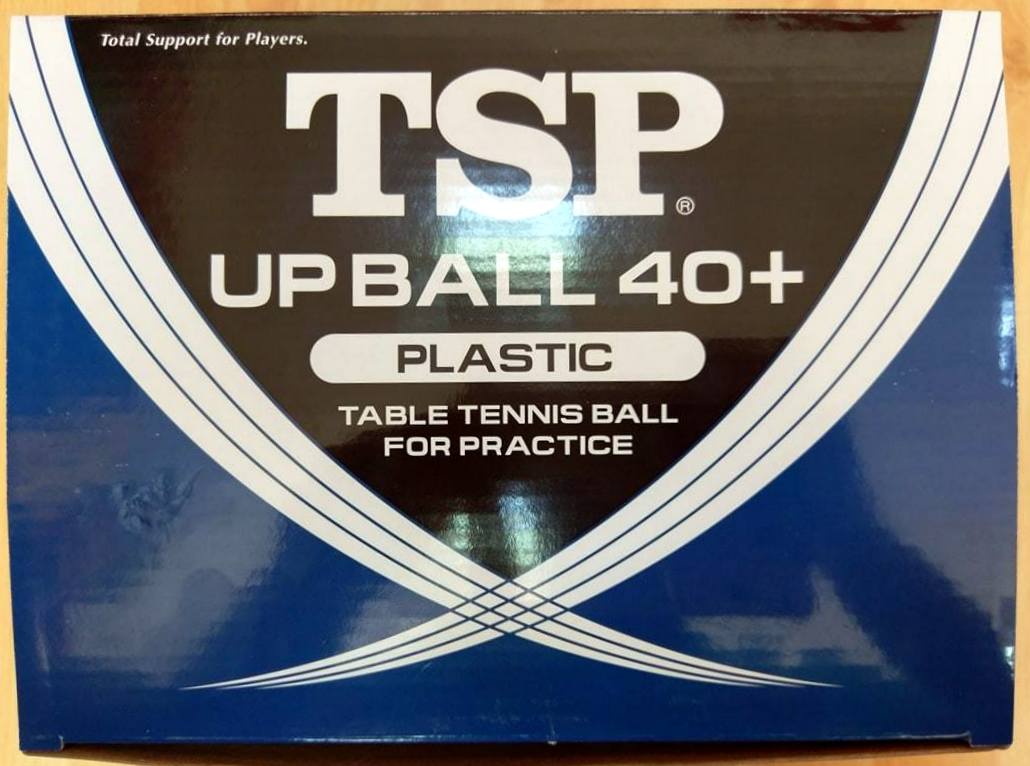 Total Support for Players.
TSP®
UP BALL 40+
PLASTIC
TABLE TENNIS BALL
FOR PRACTICE